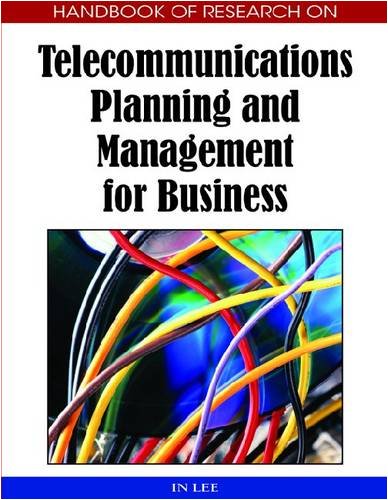 HANDBOOK OF RESEARCH ON
Telecommunications
Planning and
Management
for Business
IN LEE